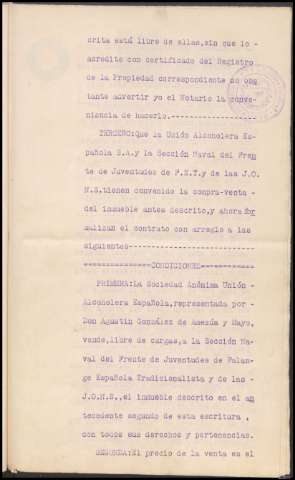 crita está libre de ellas,sin que lo -
acredite con certificado del Registro
de la Propiedad correspondiente no obs
tante advertir yo el Notario la conve-
niencia de hacerlo.------------------
TERCERO:que la Unión Alcoholera Es-
pañola S.A.y la Sección Naval del Fren
te de Juventudes de F.E.T.y de las J.O.
N.S.tienen convenido la compra-venta -
del inmueble antes descrito,y ahora for
malizan el contrato con arreglo a las
siguientes---------------------------
================CONDICIONES============
PRIMERA:La Sociedad Anónima Unión -
Alcoholera Española,representada por -
Don Agustín González de Amezúa y Mayo,
vende,libre de cargas,a la Sección Na-
val del Frente de Juventudes de Falan-
ge Española Tradicionalista y de las -
J.O.N.S.,el inmueble descrito en el an
tecedente segundo de esta escritura ,
con todos sus derechos y pertenencias.
SEGUNDA:El precio de la venta es el